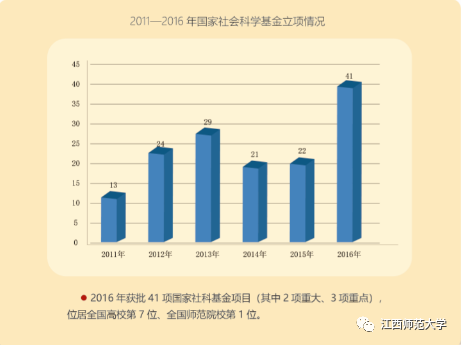 2011—2016 年国家社会科学基金立项情况
45
40
35
30
25
20
15
10
5
0
13
24
29
21
22
41
2011年
2012年
2013年
2014年
2015年
2016年
● 2016 年获批 41 项国家社科基金项目（其中 2 项重大、3 项重点），
位居全国高校第 7 位、全国师范院校第 1 位。
江西师范大学